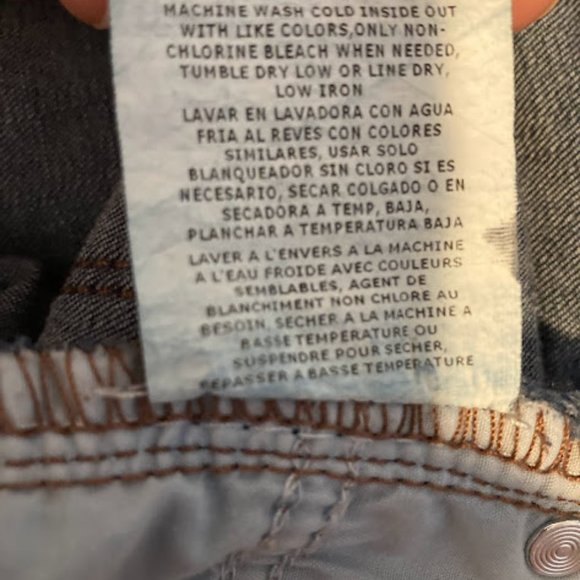 MACHINE WASH COLD INSIDE OUT
WITH LIKE COLORS,ONLY NON-
CHLORINE BLEACH WHEN NEEDED,
TUMBLE DRY LOW OR LINE DRY,
LOW IRON
LAVAR EN LAVADORA CON AGUA
FRIA AL REVES CON COLORES
SIMILARES, USAR SOLO
BLANQUEADOR SIN CLORO SI ES
NECESARIO, SECAR COLGADO O EN
SECADORA A TEMP, BAJA,
PLANCHAR A TEMPERATURA BAJA
LAVER A L'ENVERS A LA MACHINE
A L'EAU FROIDE AVEC COULEURS
SEMBLABLES, AGENT DE
BLANCHIMENT NON CHLORE AU
BESOIN, SECHER A LA MACHINE A
BASSE TEMPERATURE OU
SUSPENDRE POUR SECHER,
REPASSER A BASSE TEMPERATURE